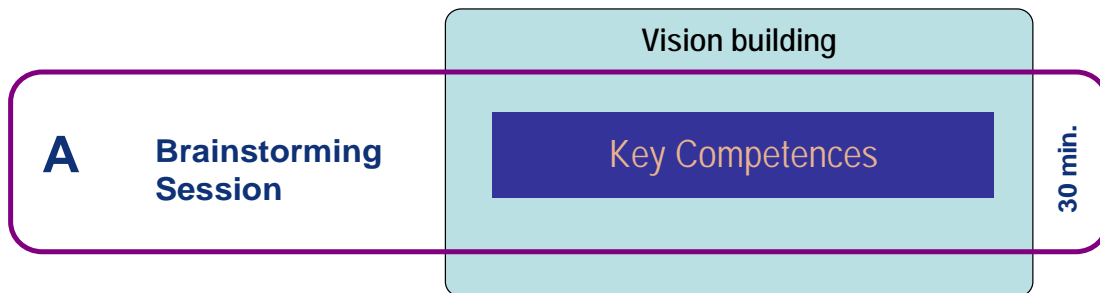 Vision building
A
Brainstorming
Session
Key Competences
30 min.